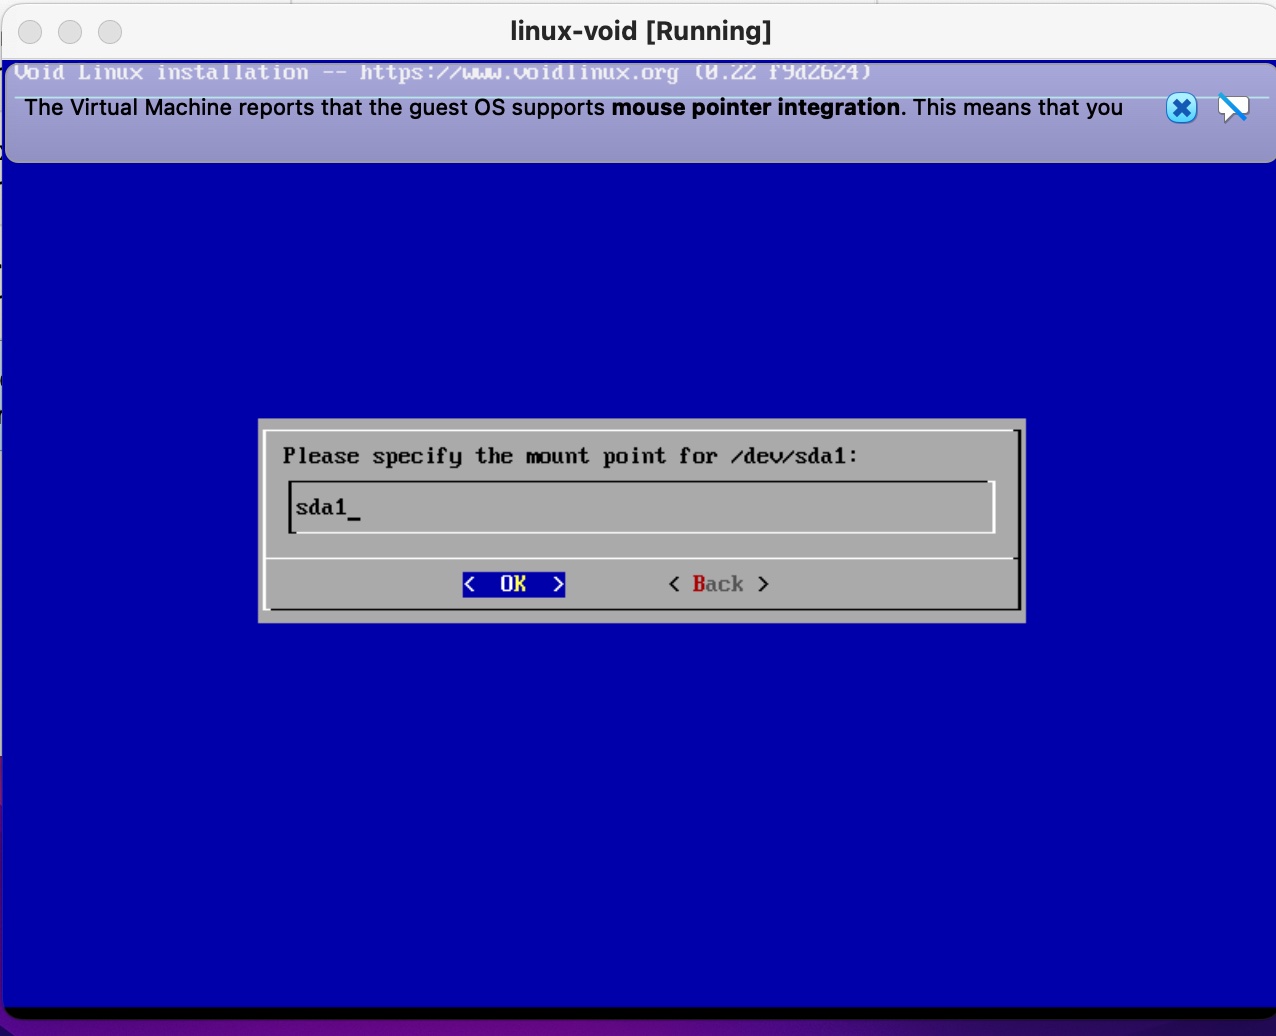 linux-void [Running]
Void Linux installation -- https://www.voidlinux.org (0.22 f9d2624)
The Virtual Machine reports that the guest OS supports mouse pointer integration. This means that you
Please specify the mount point for /dev/sda1:
sda1_
< OK > < Back >